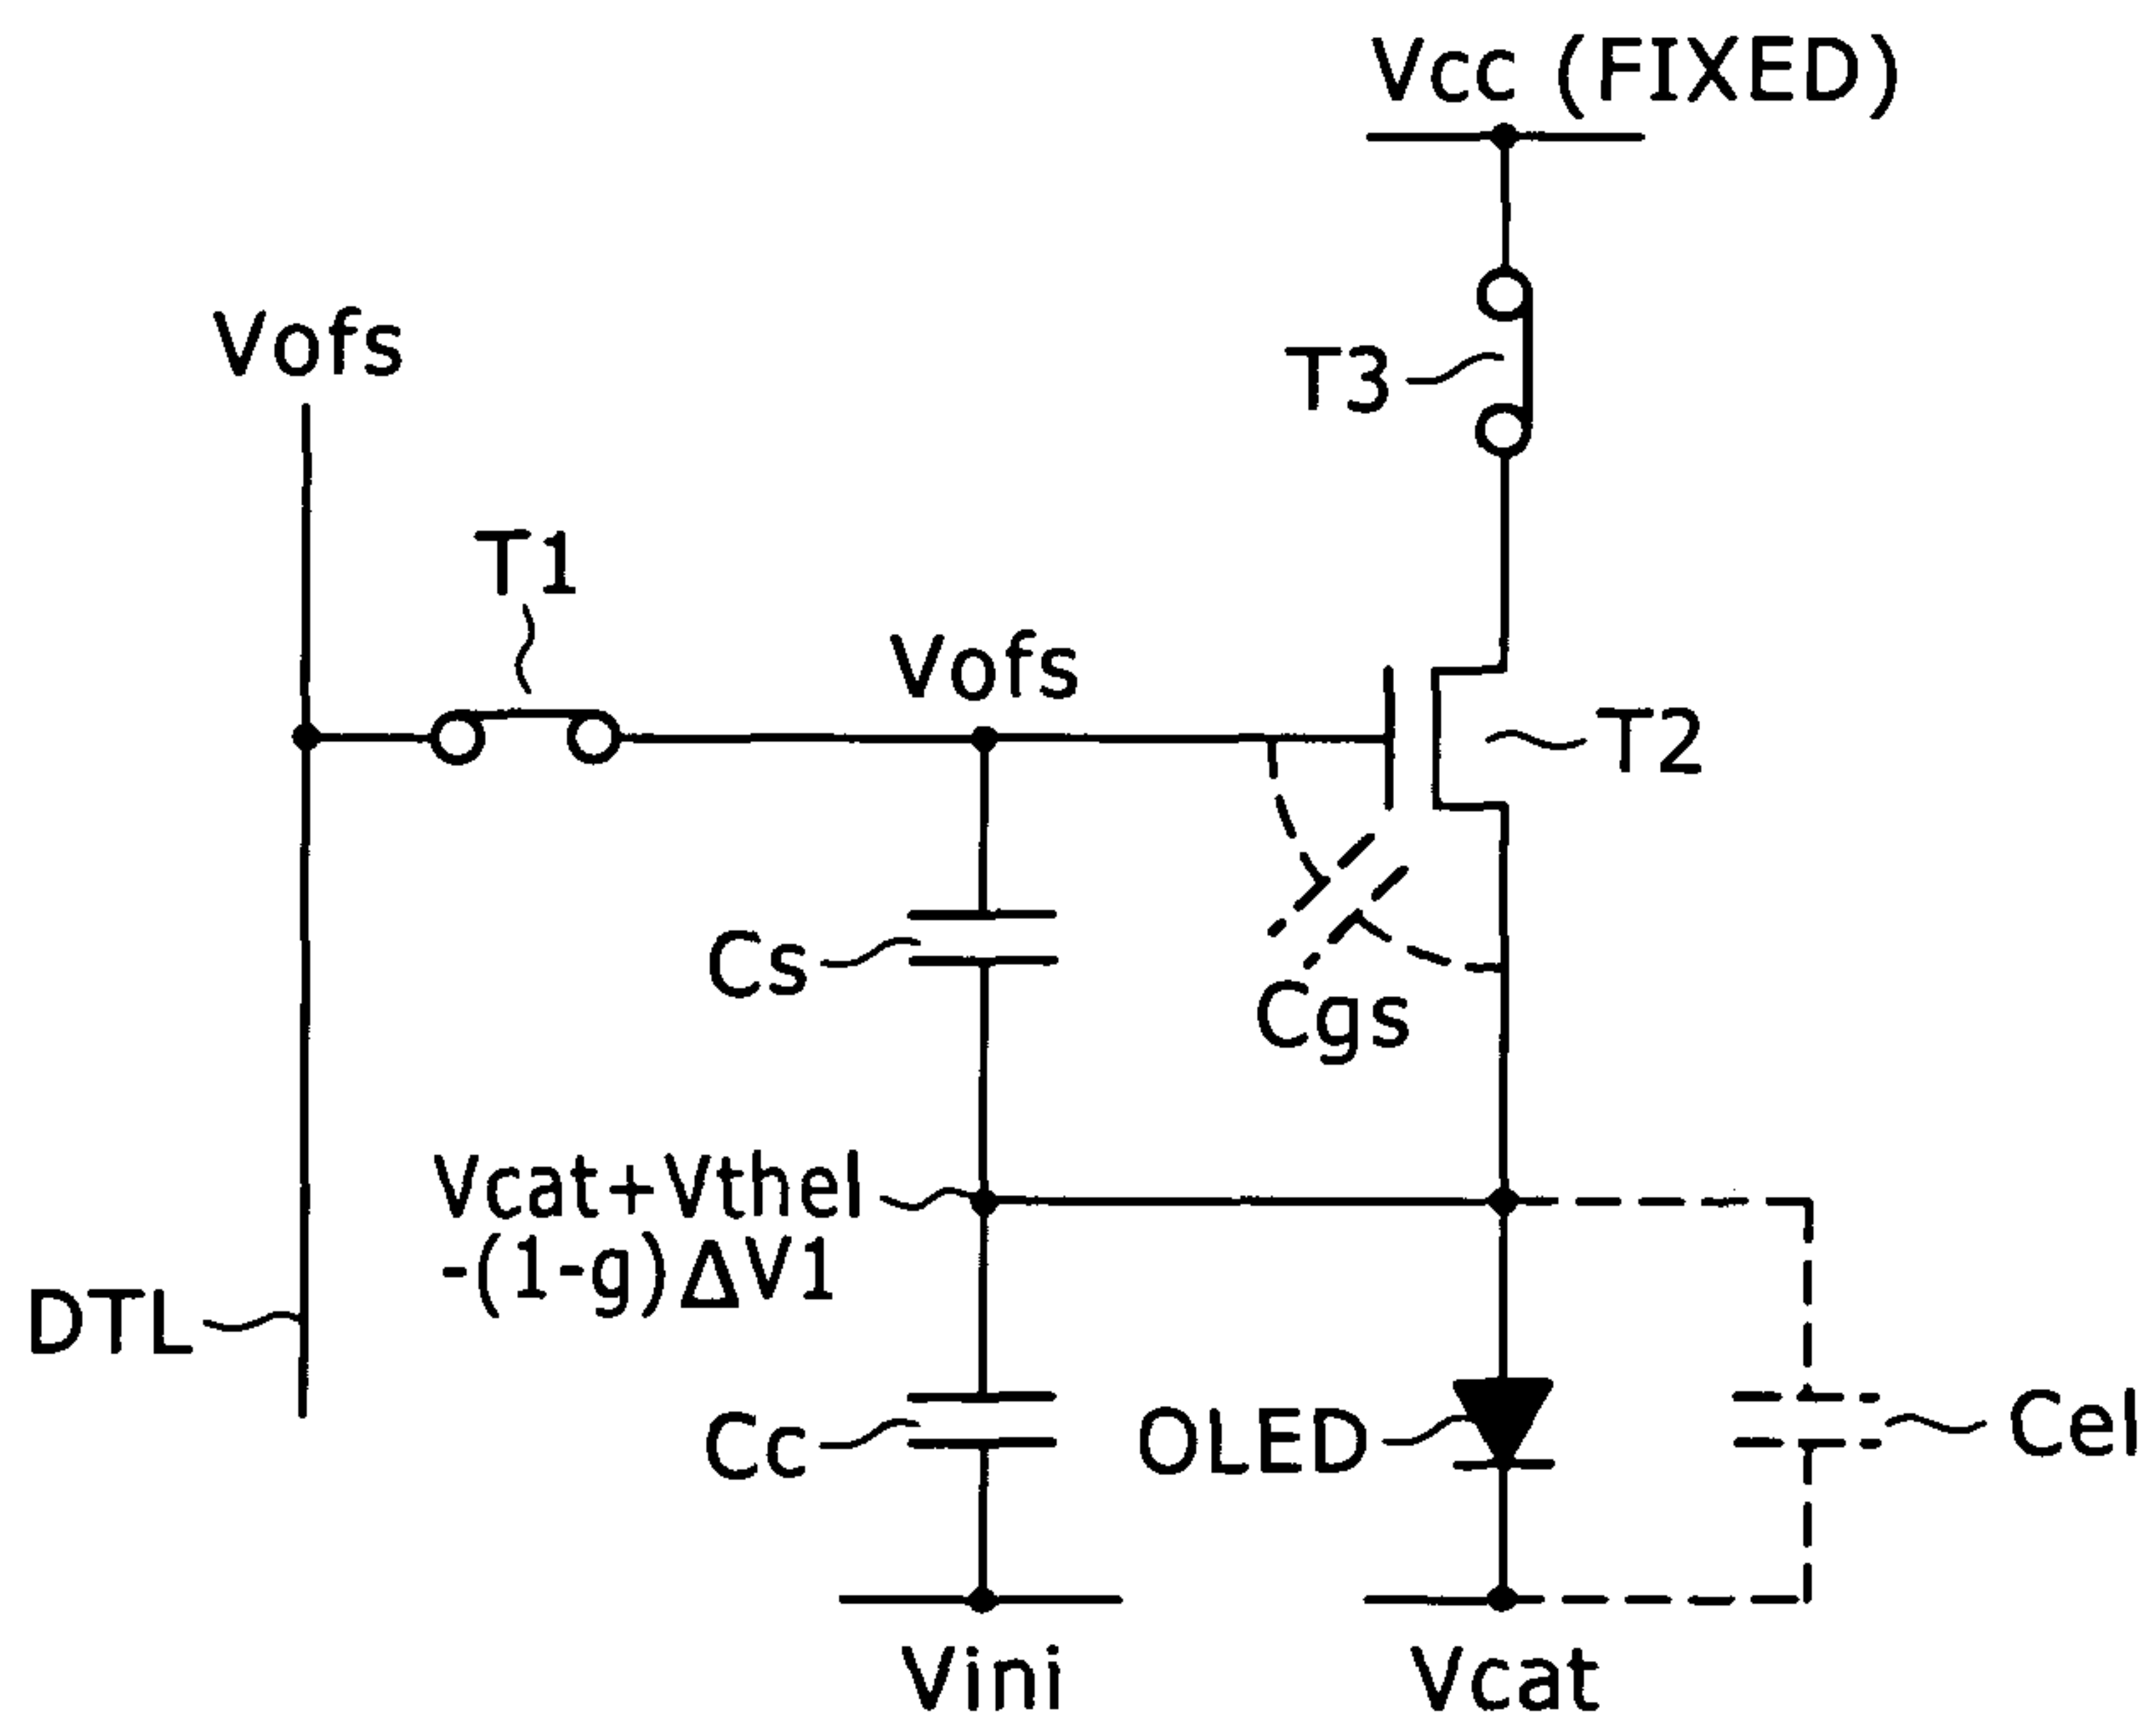 Vcc (FIXED)
Vofs
T3
T1
Vofs
T2
Cs
Cgs
Vcat+Vthel
-(1-g)ΔV1
DTL
Cc
OLED
Cel
Vini
Vcat